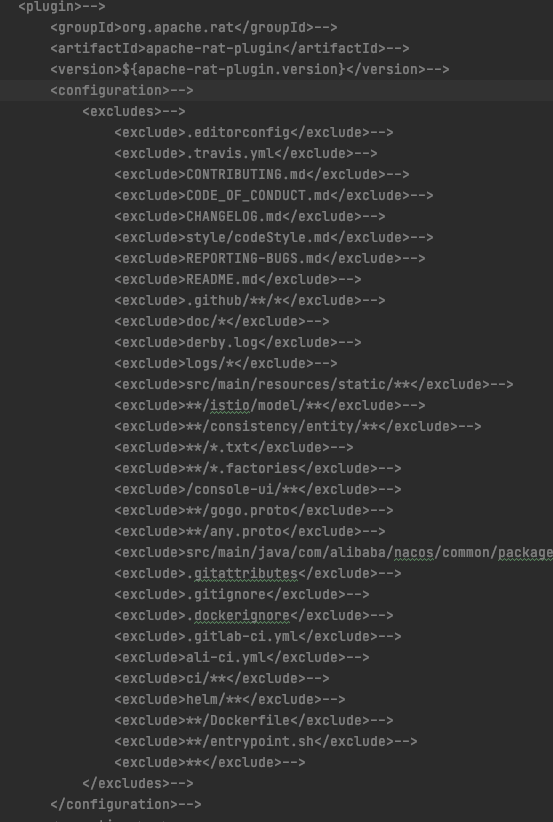 <plugin>-->
<groupId>org.apache.rat</groupId>-->
<artifactId>apache-rat-plugin</artifactId>-->
<version>${apache-rat-plugin.version}</version>-->
<configuration>-->
<excludes>-->
<exclude>.editorconfig</exclude>-->
<exclude>.travis.yml</exclude>-->
<exclude>CONTRIBUTING.md</exclude>-->
<exclude>CODE_OF_CONDUCT.md</exclude>-->
<exclude>CHANGELOG.md</exclude>-->
<exclude>style/codeStyle.md</exclude>-->
<exclude>REPORTING-BUGS.md</exclude>-->
<exclude>README.md</exclude>-->
<exclude>.github/**/*</exclude>-->
<exclude>doc/*</exclude>-->
<exclude>derby.log</exclude>-->
<exclude>logs/*</exclude>-->
<exclude>src/main/resources/static/**</exclude>-->
<exclude>**/istio/model/**</exclude>-->
<exclude>**/consistency/entity/**</exclude>-->
<exclude>**/*.txt</exclude>-->
<exclude>**/*.factories</exclude>-->
<exclude>/console-ui/**</exclude>-->
<exclude>**/gogo.proto</exclude>-->
<exclude>**/any.proto</exclude>-->
<exclude>src/main/java/com/alibaba/nacos/common/package
<exclude>.gitattributes</exclude>-->
<exclude>.gitignore</exclude>-->
<exclude>.dockerignore</exclude>-->
<exclude>.gitlab-ci.yml</exclude>-->
<exclude>ali-ci.yml</exclude>-->
<exclude>ci/**</exclude>-->
<exclude>helm/**</exclude>-->
<exclude>**/Dockerfile</exclude>-->
<exclude>**/entrypoint.sh</exclude>-->
<exclude>**</exclude>-->
</excludes>-->
</configuration>-->